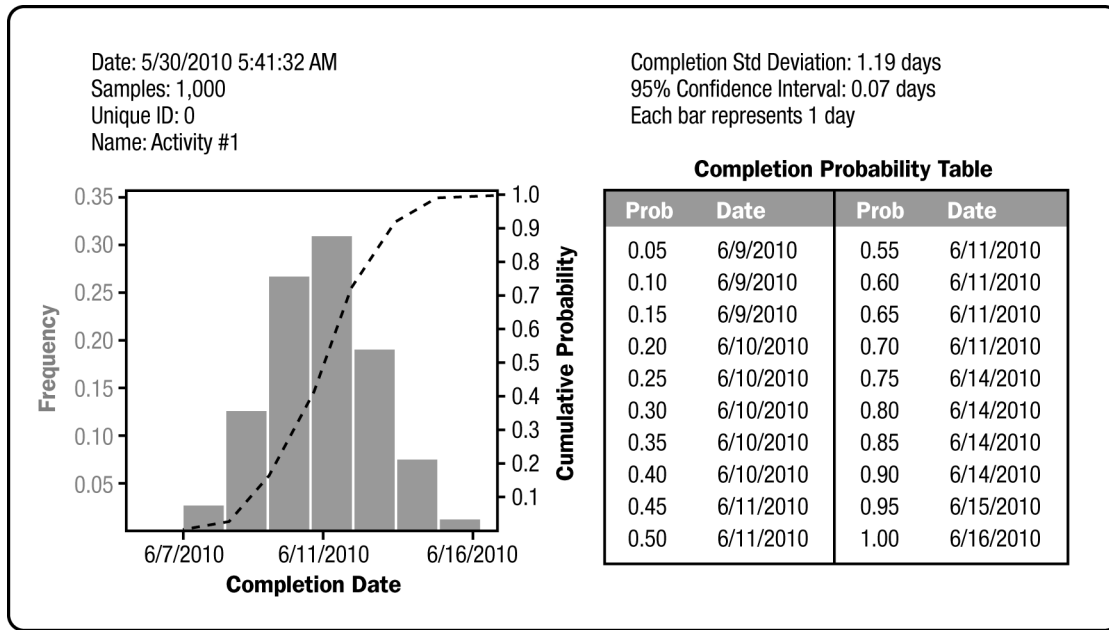 Date: 5/30/2010 5:41:32 AM
Samples: 1,000
Unique ID: 0
Name: Activity #1
Completion Std Deviation: 1.19 days
95% Confidence Interval: 0.07 days
Each bar represents 1 day
Frequency
0.35
0.30
0.25
0.20
0.15
0.10
0.05
1.0
0.9
0.8
0.7
0.6
0.5
0.4
0.3
0.2
0.1
Cumulative Probability
6/7/2010 6/11/2010 6/16/2010
Completion Date
Completion Probability Table
Prob Date Prob Date
0.05 6/9/2010 0.55 6/11/2010
0.10 6/9/2010 0.60 6/11/2010
0.15 6/9/2010 0.65 6/11/2010
0.20 6/10/2010 0.70 6/11/2010
0.25 6/10/2010 0.75 6/14/2010
0.30 6/10/2010 0.80 6/14/2010
0.35 6/10/2010 0.85 6/14/2010
0.40 6/10/2010 0.90 6/14/2010
0.45 6/11/2010 0.95 6/15/2010
0.50 6/11/2010 1.00 6/16/2010